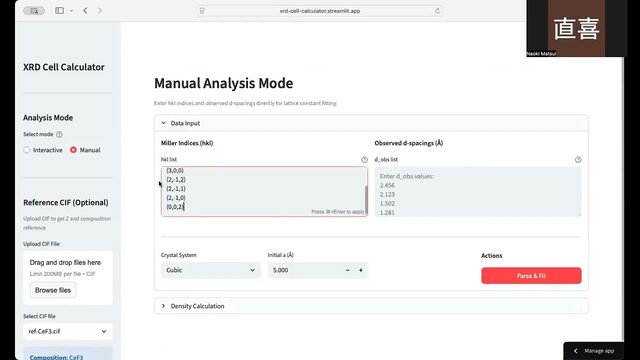 xrd-cell-calculator.streamlit.app
直喜
Naoki Matsui
XRD Cell Calculator
Analysis Mode
Select mode
Interactive
Manual
Reference CIF (Optional)
Upload CIF to get Z and composition
reference
Upload CIF File
Drag and drop files here
Limit 200MB per file • CIF
Browse files
Select CIF file
ref-CeF3.cif
Composition: CeF3
Manual Analysis Mode
Enter hkl indices and observed d-spacings directly for lattice constant fitting
Data Input
Miller Indices (hkl)
hkl list
(3,0,0)
(2,-1,2)
(2,-1,1)
(2,-1,0)
(0,0,2)
Press ⌘+Enter to apply
Observed d-spacings (Å)
d_obs list
Enter d_obs values:
2.456
2.123
1.502
1.281
Crystal System
Cubic
Initial a (Å)
5.000
Actions
Parse & Fit
Density Calculation
Manage app